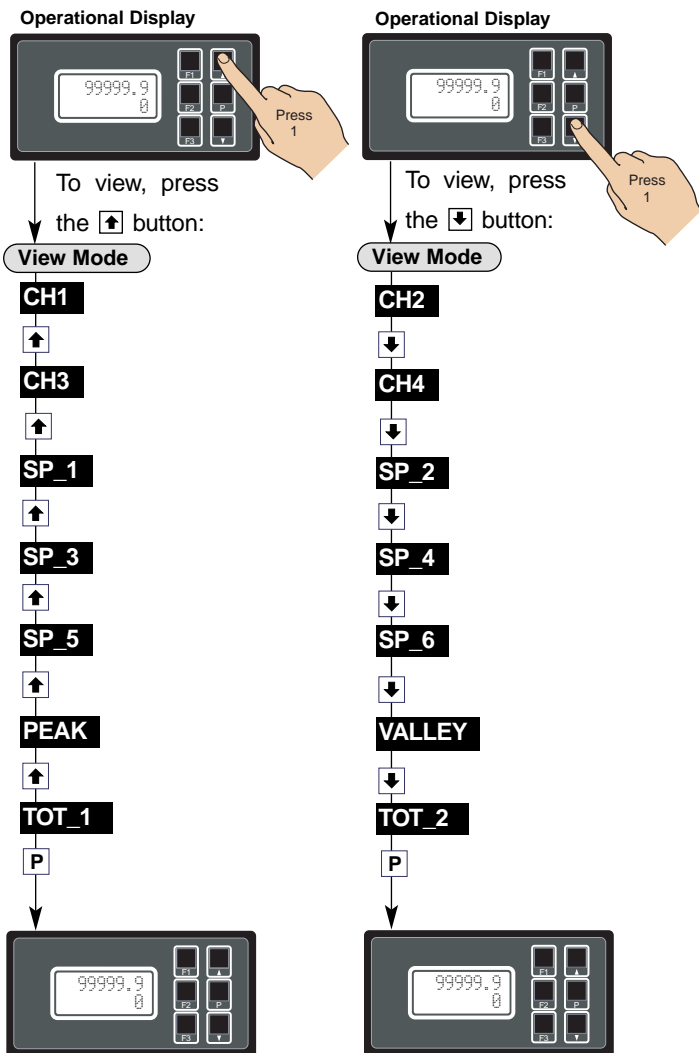 Operational Display
99999.9
0
F1
▲
F2
P
F3
▼
Press
1
To view, press
the ↑ button:
View Mode
CH1
↑
CH3
↑
SP_1
↑
SP_3
↑
SP_5
↑
PEAK
↑
TOT_1
P
99999.9
0
F1
▲
F2
P
F3
▼
Operational Display
99999.9
0
F1
▲
F2
P
F3
Press
1
To view, press
the ↓ button:
View Mode
CH2
↓
CH4
↓
SP_2
↓
SP_4
↓
SP_6
↓
VALLEY
↓
TOT_2
P
99999.9
0
F1
▲
F2
P
F3
▼